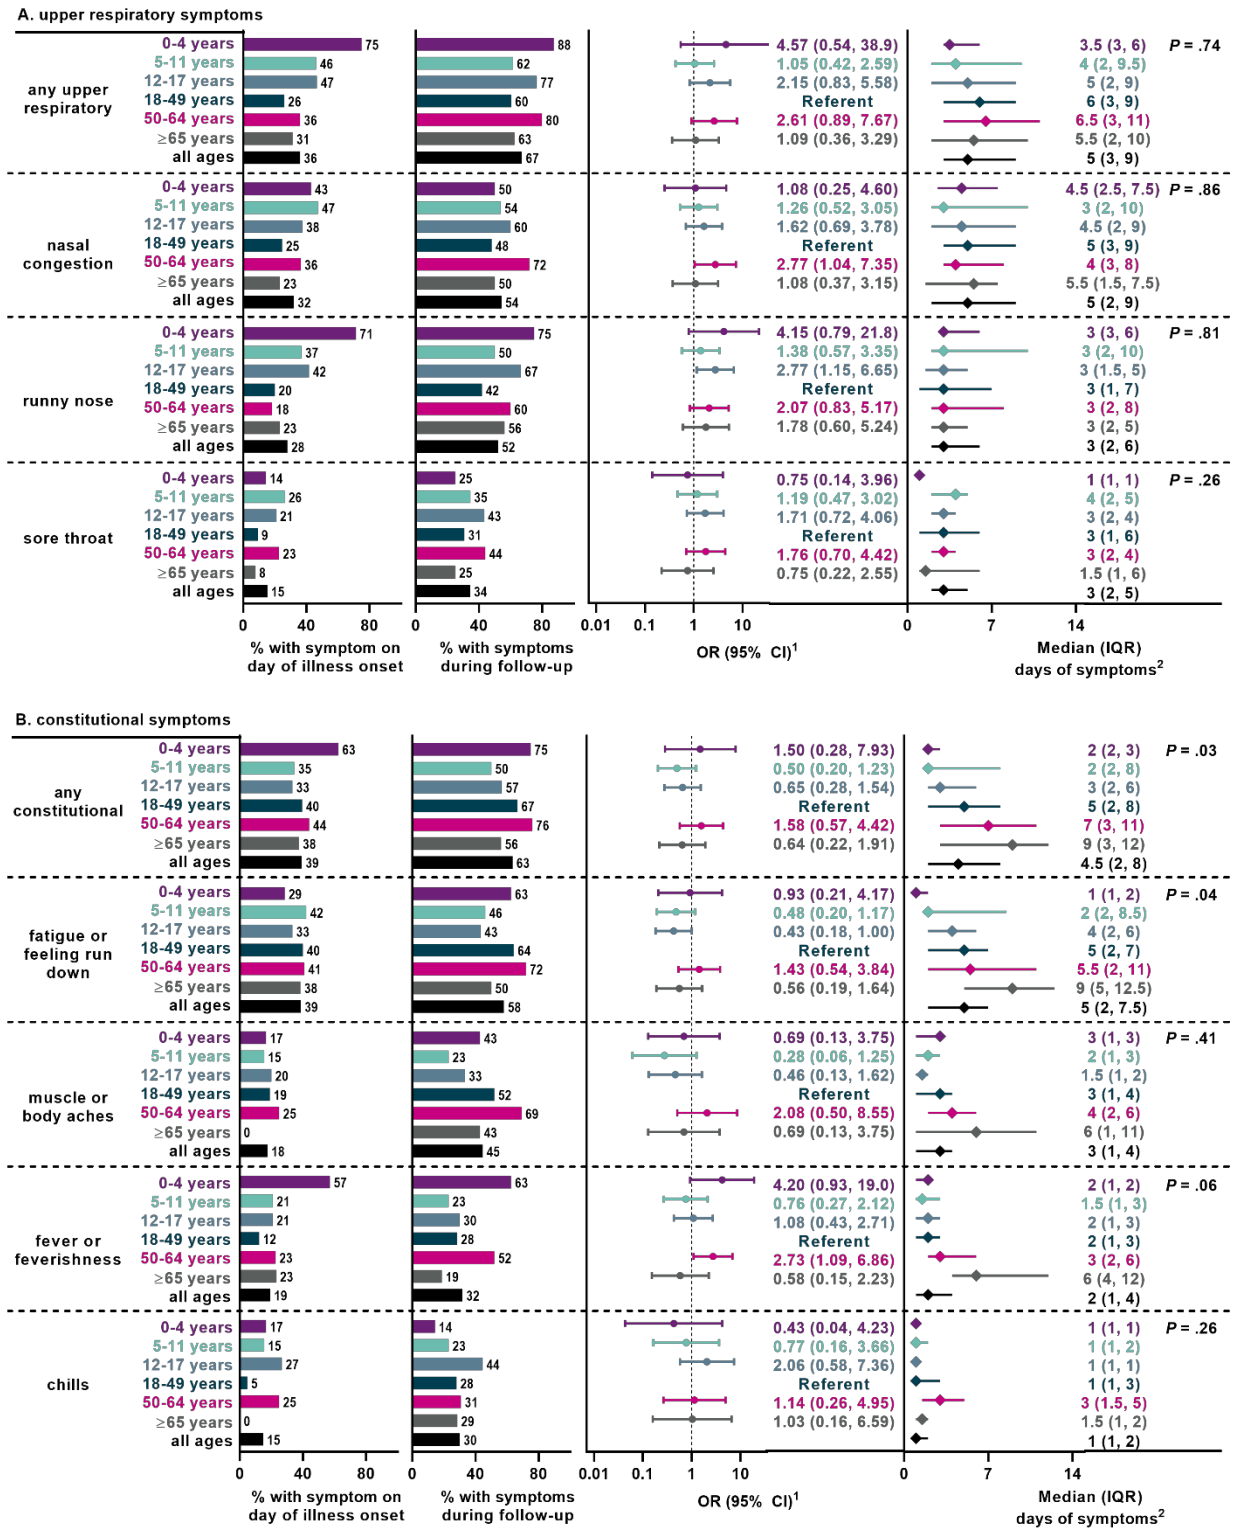 A. upper respiratory symptoms
any upper respiratory
0-4 years 75 88 4.57 (0.54, 38.9) 3.5 (3, 6) P = .74
5-11 years 46 62 1.05 (0.42, 2.59) 4 (2, 9.5)
12-17 years 47 77 2.15 (0.83, 5.58) 5 (2, 9)
18-49 years 26 60 Referent 6 (3, 9)
50-64 years 36 80 2.61 (0.89, 7.67) 6.5 (3, 11)
≥65 years 31 63 1.09 (0.36, 3.29) 5.5 (2, 10)
all ages 36 67 5 (3, 9)
nasal congestion
0-4 years 43 50 1.08 (0.25, 4.60) 4.5 (2.5, 7.5) P = .86
5-11 years 47 54 1.26 (0.52, 3.05) 3 (2, 10)
12-17 years 38 60 1.62 (0.69, 3.78) 4.5 (2, 9)
18-49 years 25 48 Referent 5 (3, 9)
50-64 years 36 72 2.77 (1.04, 7.35) 4 (3, 8)
≥65 years 23 50 1.08 (0.37, 3.15) 5.5 (1.5, 7.5)
all ages 32 54 5 (2, 9)
runny nose
0-4 years 71 75 4.15 (0.79, 21.8) 3 (3, 6) P = .81
5-11 years 37 50 1.38 (0.57, 3.35) 3 (2, 10)
12-17 years 42 67 2.77 (1.15, 6.65) 3 (1.5, 5)
18-49 years 20 42 Referent 3 (1, 7)
50-64 years 18 60 2.07 (0.83, 5.17) 3 (2, 8)
≥65 years 23 56 1.78 (0.60, 5.24) 3 (2, 5)
all ages 28 52 3 (2, 6)
sore throat
0-4 years 14 25 0.75 (0.14, 3.96) 1 (1, 1) P = .26
5-11 years 26 35 1.19 (0.47, 3.02) 4 (2, 5)
12-17 years 21 43 1.71 (0.72, 4.06) 3 (2, 4)
18-49 years 9 31 Referent 3 (1, 6)
50-64 years 23 44 1.76 (0.70, 4.42) 3 (2, 4)
≥65 years 8 25 0.75 (0.22, 2.55) 1.5 (1, 6)
all ages 15 34 3 (2, 5)
0 40 80 0 40 80 0.01 0.1 1 10 0 7 14
% with symptom on day of illness onset
% with symptoms during follow-up
OR (95% CI)1
Median (IQR) days of symptoms2
B. constitutional symptoms
any constitutional
0-4 years 63 75 1.50 (0.28, 7.93) 2 (2, 3) P = .03
5-11 years 35 50 0.50 (0.20, 1.23) 2 (2, 8)
12-17 years 33 57 0.65 (0.28, 1.54) 3 (2, 6)
18-49 years 40 67 Referent 5 (2, 8)
50-64 years 44 76 1.58 (0.57, 4.42) 7 (3, 11)
≥65 years 38 56 0.64 (0.22, 1.91) 9 (3, 12)
all ages 39 63 4.5 (2, 8)
fatigue or feeling run down
0-4 years 29 63 0.93 (0.21, 4.17) 1 (1, 2) P = .04
5-11 years 42 46 0.48 (0.20, 1.17) 2 (2, 8.5)
12-17 years 33 43 0.43 (0.18, 1.00) 4 (2, 6)
18-49 years 40 64 Referent 5 (2, 7)
50-64 years 41 72 1.43 (0.54, 3.84) 5.5 (2, 11)
≥65 years 38 50 0.56 (0.19, 1.64) 9 (5, 12.5)
all ages 39 58 5 (2, 7.5)
muscle or body aches
0-4 years 17 43 0.69 (0.13, 3.75) 3 (1, 3) P = .41
5-11 years 15 23 0.28 (0.06, 1.25) 2 (1, 3)
12-17 years 20 33 0.46 (0.13, 1.62) 1.5 (1, 2)
18-49 years 19 52 Referent 3 (1, 4)
50-64 years 25 69 2.08 (0.50, 8.55) 4 (2, 6)
≥65 years 0 43 0.69 (0.13, 3.75) 6 (1, 11)
all ages 18 45 3 (1, 4)
fever or feverishness
0-4 years 57 63 4.20 (0.93, 19.0) 2 (1, 2) P = .06
5-11 years 21 23 0.76 (0.27, 2.12) 1.5 (1, 3)
12-17 years 21 30 1.08 (0.43, 2.71) 2 (1, 3)
18-49 years 12 28 Referent 2 (1, 3)
50-64 years 23 52 2.73 (1.09, 6.86) 3 (2, 6)
≥65 years 23 19 0.58 (0.15, 2.23) 6 (4, 12)
all ages 19 32 2 (1, 4)
chills
0-4 years 17 14 0.43 (0.04, 4.23) 1 (1, 1) P = .26
5-11 years 15 23 0.77 (0.16, 3.66) 1 (1, 2)
12-17 years 27 44 2.06 (0.58, 7.36) 1 (1, 1)
18-49 years 5 28 Referent 1 (1, 3)
50-64 years 25 31 1.14 (0.26, 4.95) 3 (1.5, 5)
≥65 years 0 29 1.03 (0.16, 6.59) 1.5 (1, 2)
all ages 15 30 1 (1, 2)
0 40 80 0 40 80 0.01 0.1 1 10 0 7 14
% with symptom on day of illness onset
% with symptoms during follow-up
OR (95% CI)1
Median (IQR) days of symptoms2